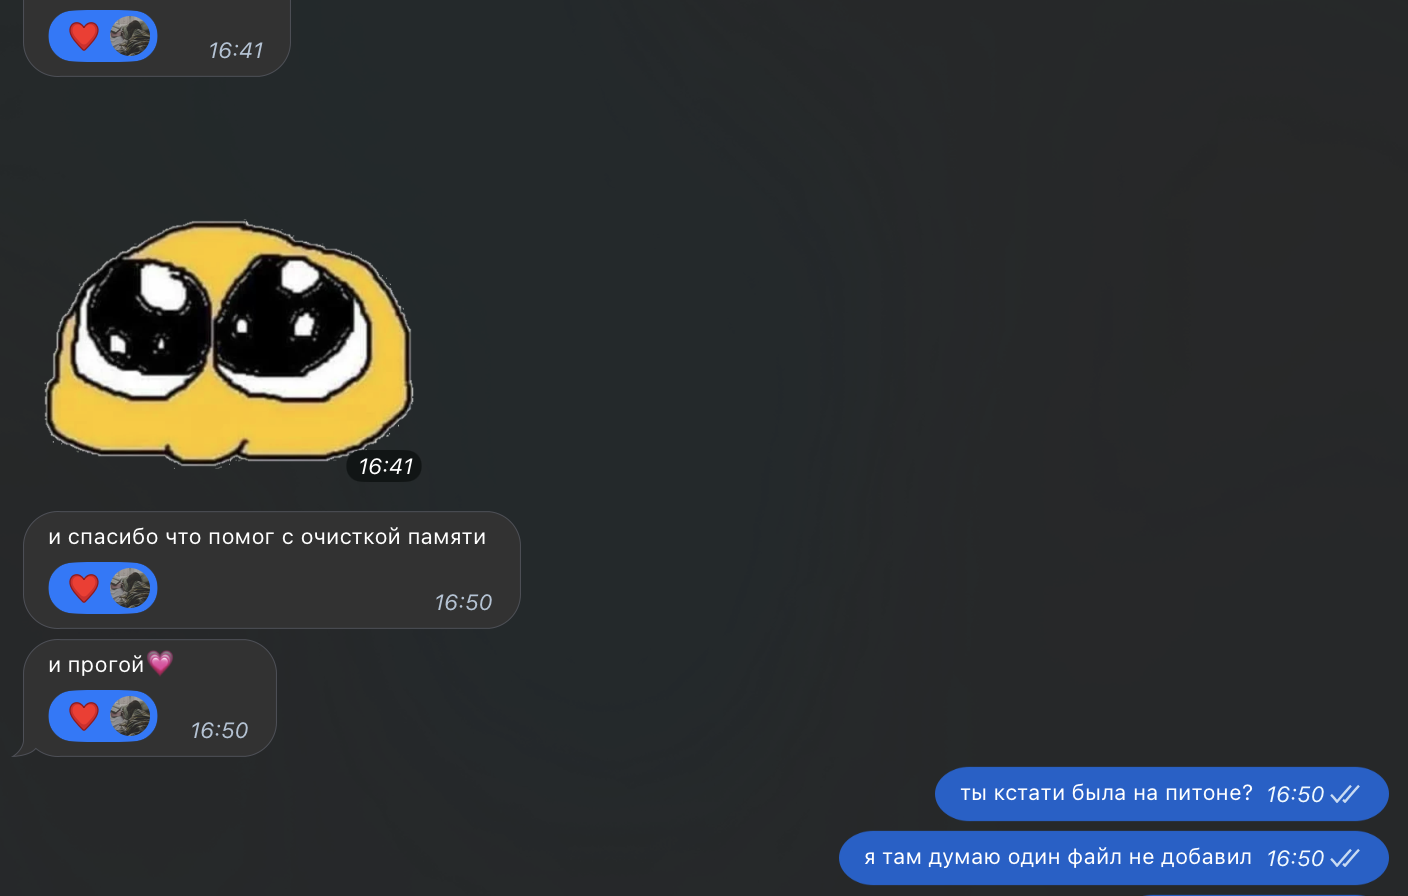 16:41
16:41
и спасибо что помог с очисткой памяти
16:50
и прогой💗
16:50
ты кстати была на питоне? 16:50
я там думаю один файл не добавил 16:50